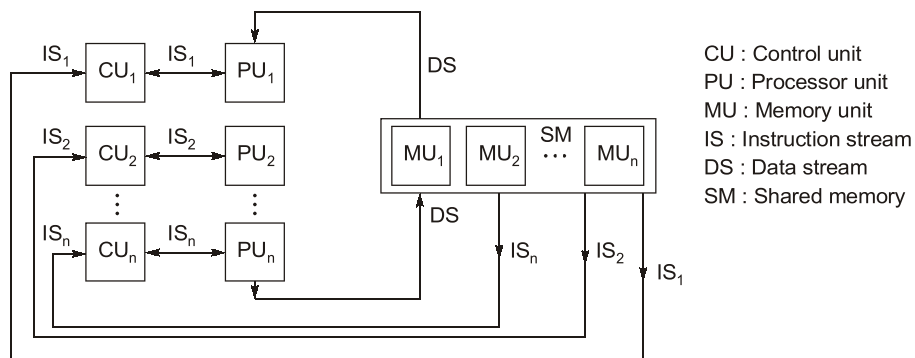 IS₁ CU₁ IS₁ PU₁ DS
IS₂ CU₂ IS₂ PU₂
MU₁ MU₂ SM ... MUₙ
⋮ ⋮
ISₙ CUₙ ISₙ PUₙ DS
ISₙ IS₂ IS₁
CU : Control unit
PU : Processor unit
MU : Memory unit
IS : Instruction stream
DS : Data stream
SM : Shared memory